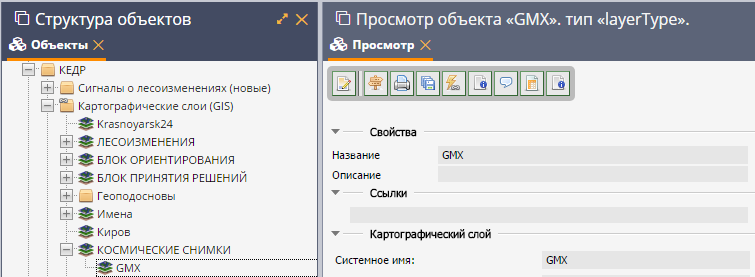 Структура объектов
Объекты
КЕДР
Сигналы о лесоизменениях (новые)
Картографические слои (GIS)
Krasnoyarsk24
ЛЕСОИЗМЕНЕНИЯ
БЛОК ОРИЕНТИРОВАНИЯ
БЛОК ПРИНЯТИЯ РЕШЕНИЙ
Геоподосновы
Имена
Киров
КОСМИЧЕСКИЕ СНИМКИ
GMX
Просмотр объекта «GMX». тип «layerType».
Просмотр
Свойства
Название GMX
Описание
Ссылки
Картографический слой
Системное имя: GMX